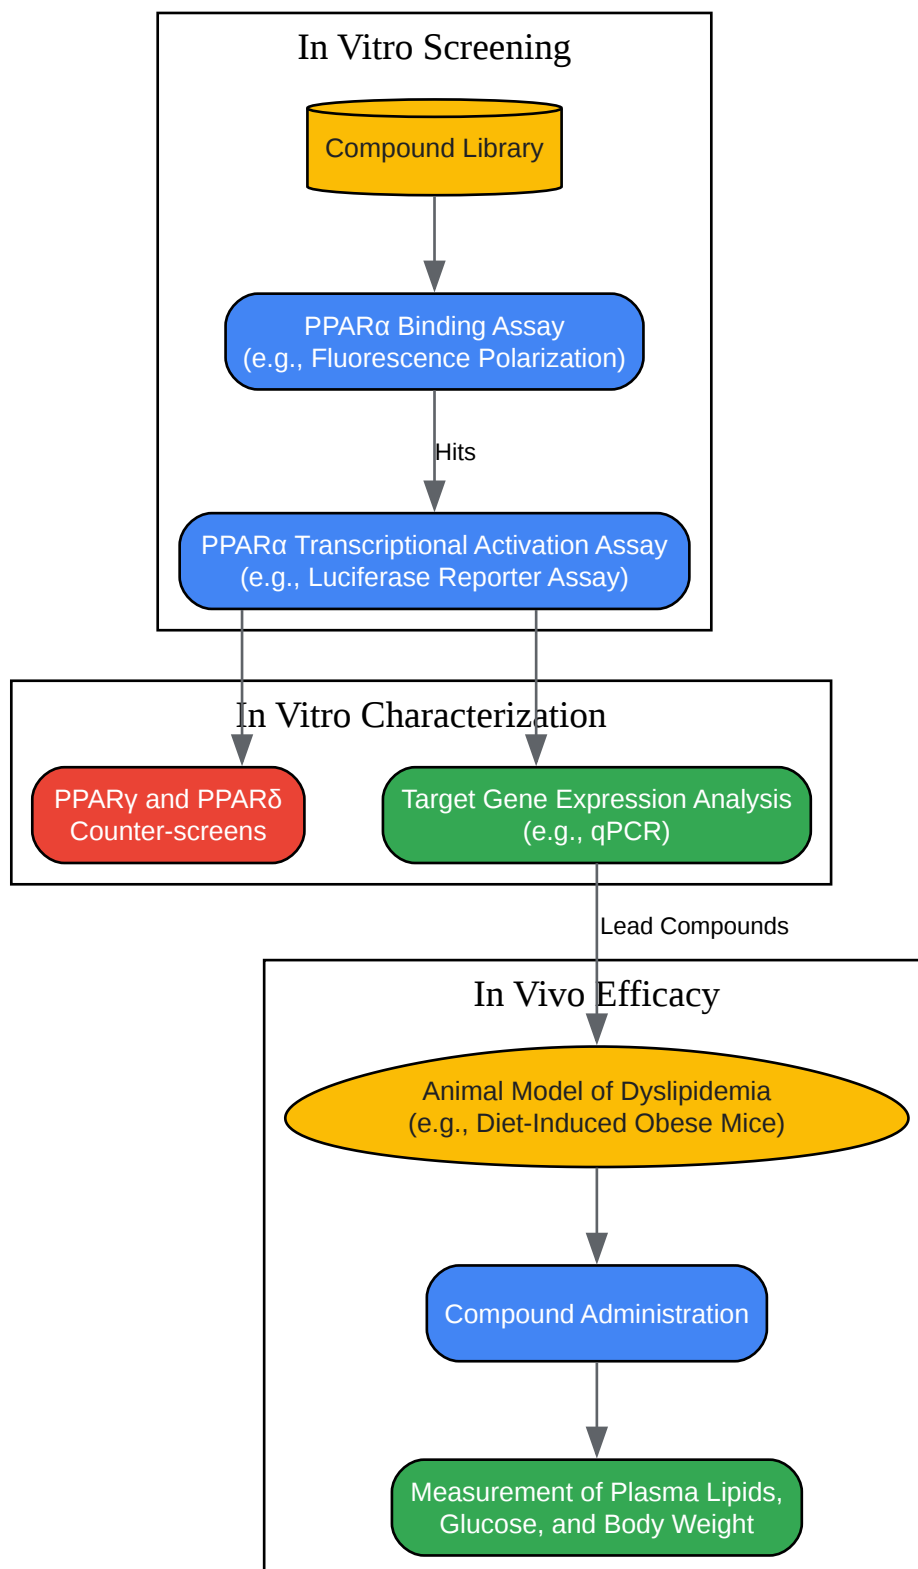 In Vitro Screening
Compound Library
PPARα Binding Assay
(e.g., Fluorescence Polarization)
Hits
PPARα Transcriptional Activation Assay
(e.g., Luciferase Reporter Assay)
In Vitro Characterization
PPARγ and PPARδ
Counter-screens
Target Gene Expression Analysis
(e.g., qPCR)
Lead Compounds
In Vivo Efficacy
Animal Model of Dyslipidemia
(e.g., Diet-Induced Obese Mice)
Compound Administration
Measurement of Plasma Lipids,
Glucose, and Body Weight